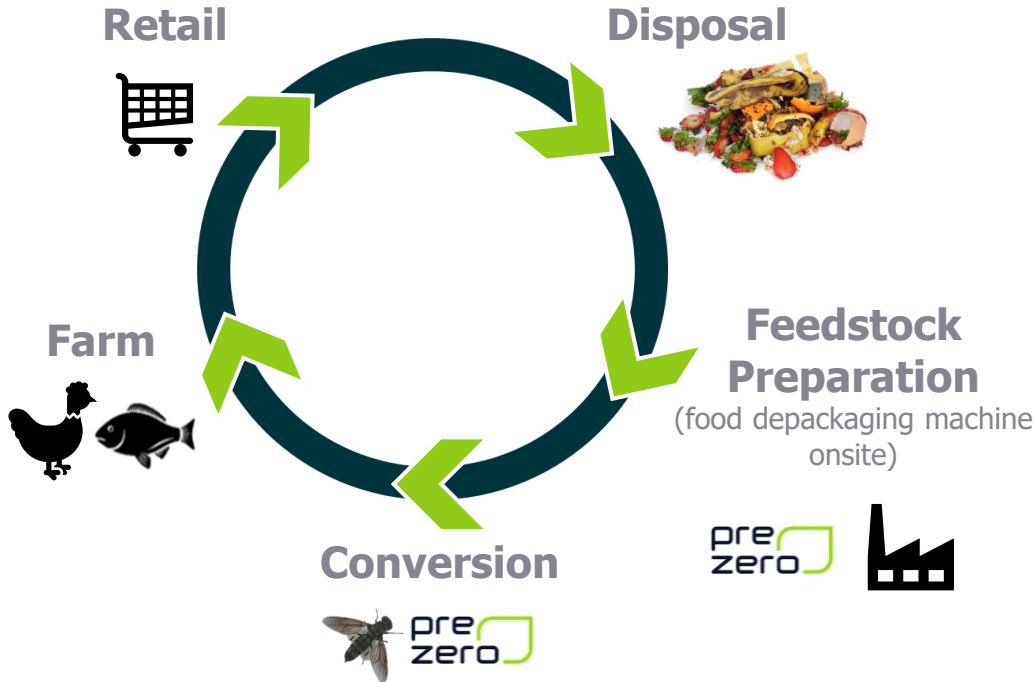 Retail
Disposal
Farm
Feedstock
Preparation
(food depackaging machine
onsite)
pre
zero
Conversion
pre
zero